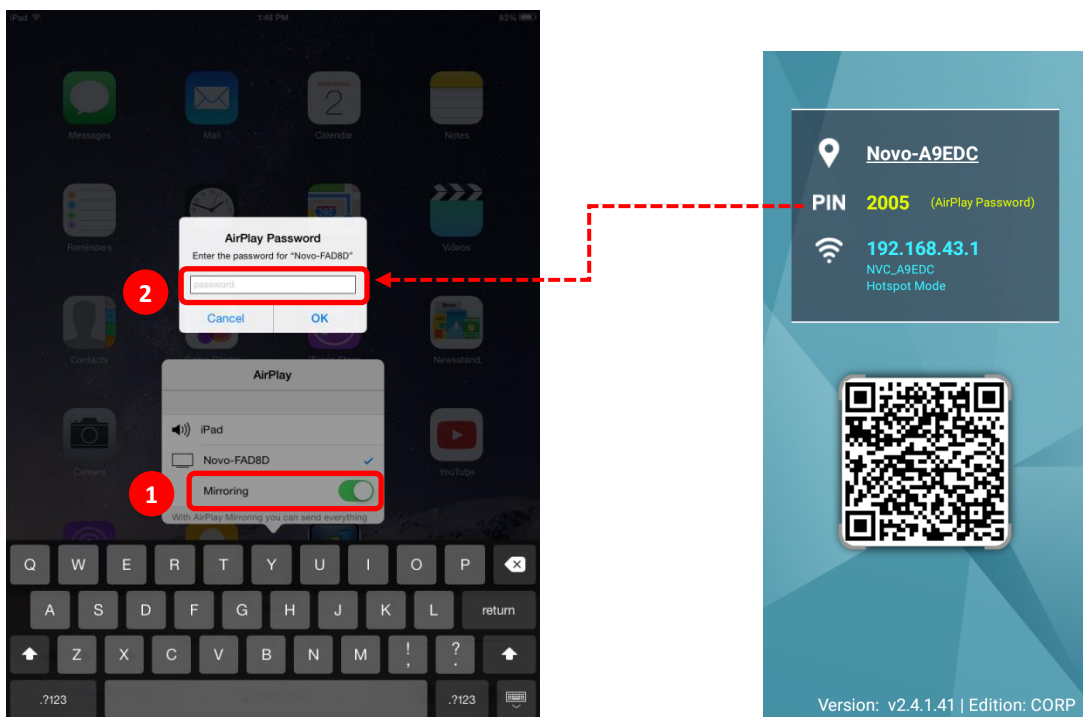 iPad
1:48 PM
83%
Messages
Mail
Wednesday
2
Calendar
Notes
Reminders
280
Videos
AirPlay Password
Enter the password for "Novo-FAD8D"
password
2
Cancel
OK
Contacts
Newsstand
AirPlay
iPad
Novo-FAD8D
Camera
YouTube
1
Mirroring
With AirPlay Mirroring you can send everything
Q W E R T Y U I O P
A S D F G H J K L return
Z X C V B N M ! , ? .
.?123 .?123
Novo-A9EDC
PIN 2005 (AirPlay Password)
192.168.43.1
NVC_A9EDC
Hotspot Mode
Version: v2.4.1.41 | Edition: CORP